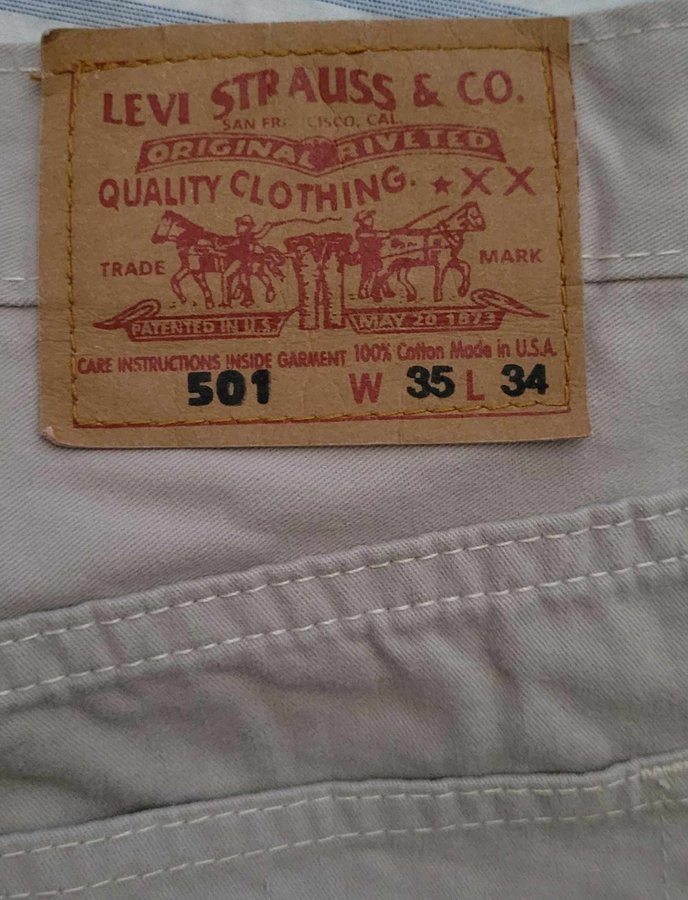 LEVI STRAUSS & CO.
SAN FRANCISCO, CAL.
ORIGINAL RIVETED
QUALITY CLOTHING. ★XX
TRADE MARK
PATENTED IN U.S. MAY 20 1873
CARE INSTRUCTIONS INSIDE GARMENT 100% Cotton Made in U.S.A.
501 W 35 L 34